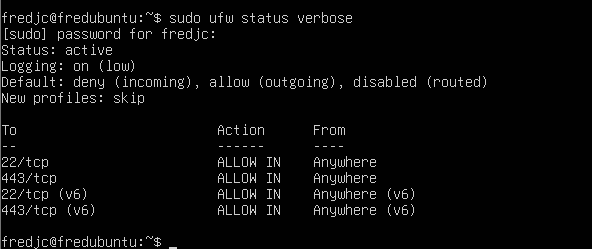 fredjc@fredubuntu:~$ sudo ufw status verbose
[sudo] password for fredjc:
Status: active
Logging: on (low)
Default: deny (incoming), allow (outgoing), disabled (routed)
New profiles: skip
To                         Action      From
--                         ------      ----
22/tcp                     ALLOW IN    Anywhere
443/tcp                    ALLOW IN    Anywhere
22/tcp (v6)                ALLOW IN    Anywhere (v6)
443/tcp (v6)               ALLOW IN    Anywhere (v6)
fredjc@fredubuntu:~$ _